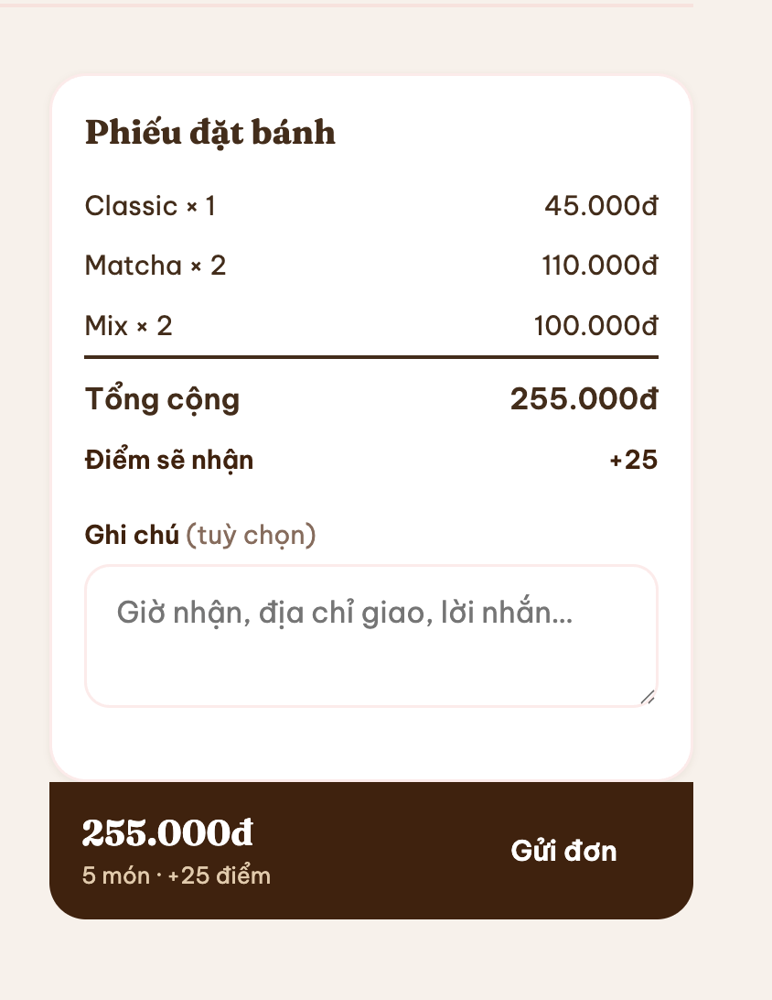 Phiếu đặt bánh
Classic × 1 45.000đ
Matcha × 2 110.000đ
Mix × 2 100.000đ
Tổng cộng 255.000đ
Điểm sẽ nhận +25
Ghi chú (tuỳ chọn)
Giờ nhận, địa chỉ giao, lời nhắn...
255.000đ
5 món · +25 điểm
Gửi đơn